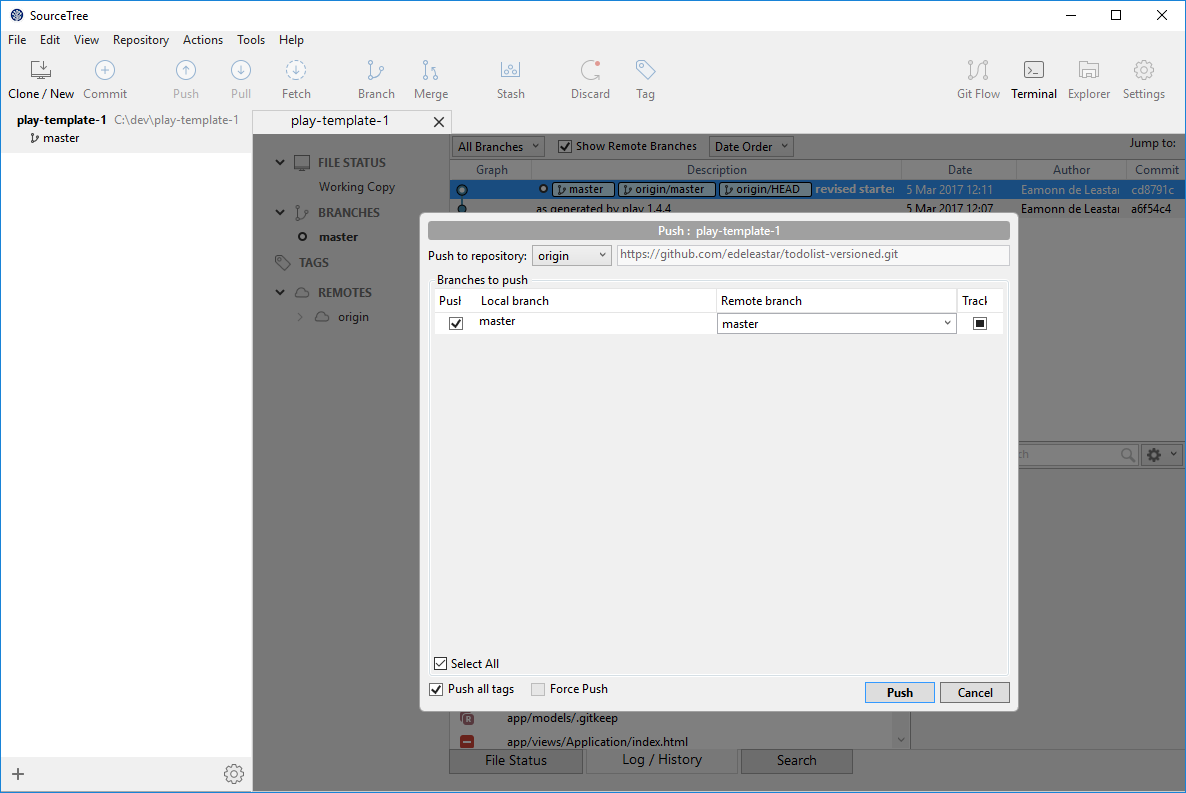 SourceTree
File Edit View Repository Actions Tools Help
Clone / New Commit Push Pull Fetch Branch Merge Stash Discard Tag Git Flow Terminal Explorer Settings
play-template-1 C:\dev\play-template-1
master
play-template-1
FILE STATUS
Working Copy
BRANCHES
master
TAGS
REMOTES
origin
All Branches Show Remote Branches Date Order Jump to:
Graph Description Date Author Commit
master origin/master origin/HEAD revised starter 5 Mar 2017 12:11 Eamonn de Leastar cd8791c
as generated by play 1.4.4 5 Mar 2017 12:07 Eamonn de Leastar a6f54c4
Push : play-template-1
Push to repository: origin https://github.com/edeleastar/todolist-versioned.git
Branches to push
Push Local branch Remote branch Track
master master
Select All
Push all tags Force Push Push Cancel
app/models/.gitkeep
app/views/Application/index.html
File Status Log / History Search